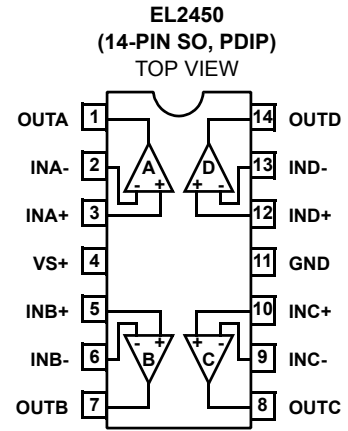 EL2450
(14-PIN SO, PDIP)
TOP VIEW
OUTA 1 14 OUTD
INA- 2 A D 13 IND-
- + + -
INA+ 3 12 IND+
VS+ 4 11 GND
INB+ 5 10 INC+
- + + -
INB- 6 B C 9 INC-
OUTB 7 8 OUTC